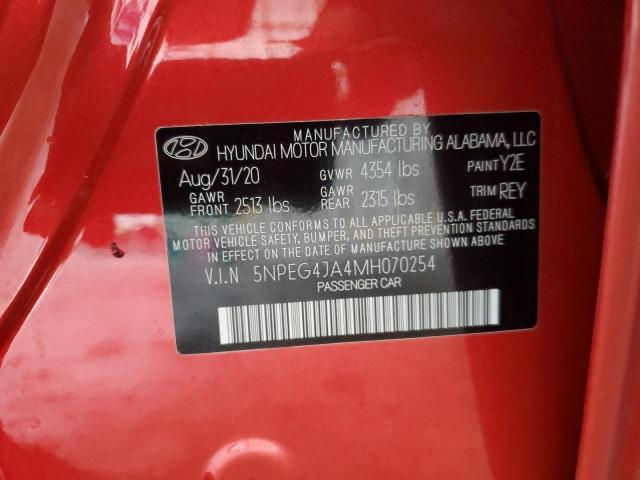 MANUFACTURED BY
HYUNDAI MOTOR MANUFACTURING ALABAMA, LLC
Aug/31/20 GVWR 4354 lbs PAINT Y2E
GAWR FRONT 2513 lbs GAWR REAR 2315 lbs TRIM REY
THIS VEHICLE CONFORMS TO ALL APPLICABLE U.S.A. FEDERAL
MOTOR VEHICLE SAFETY, BUMPER, AND THEFT PREVENTION STANDARDS
IN EFFECT ON THE DATE OF MANUFACTURE SHOWN ABOVE.
V.I.N 5NPEG4JA4MH070254
PASSENGER CAR